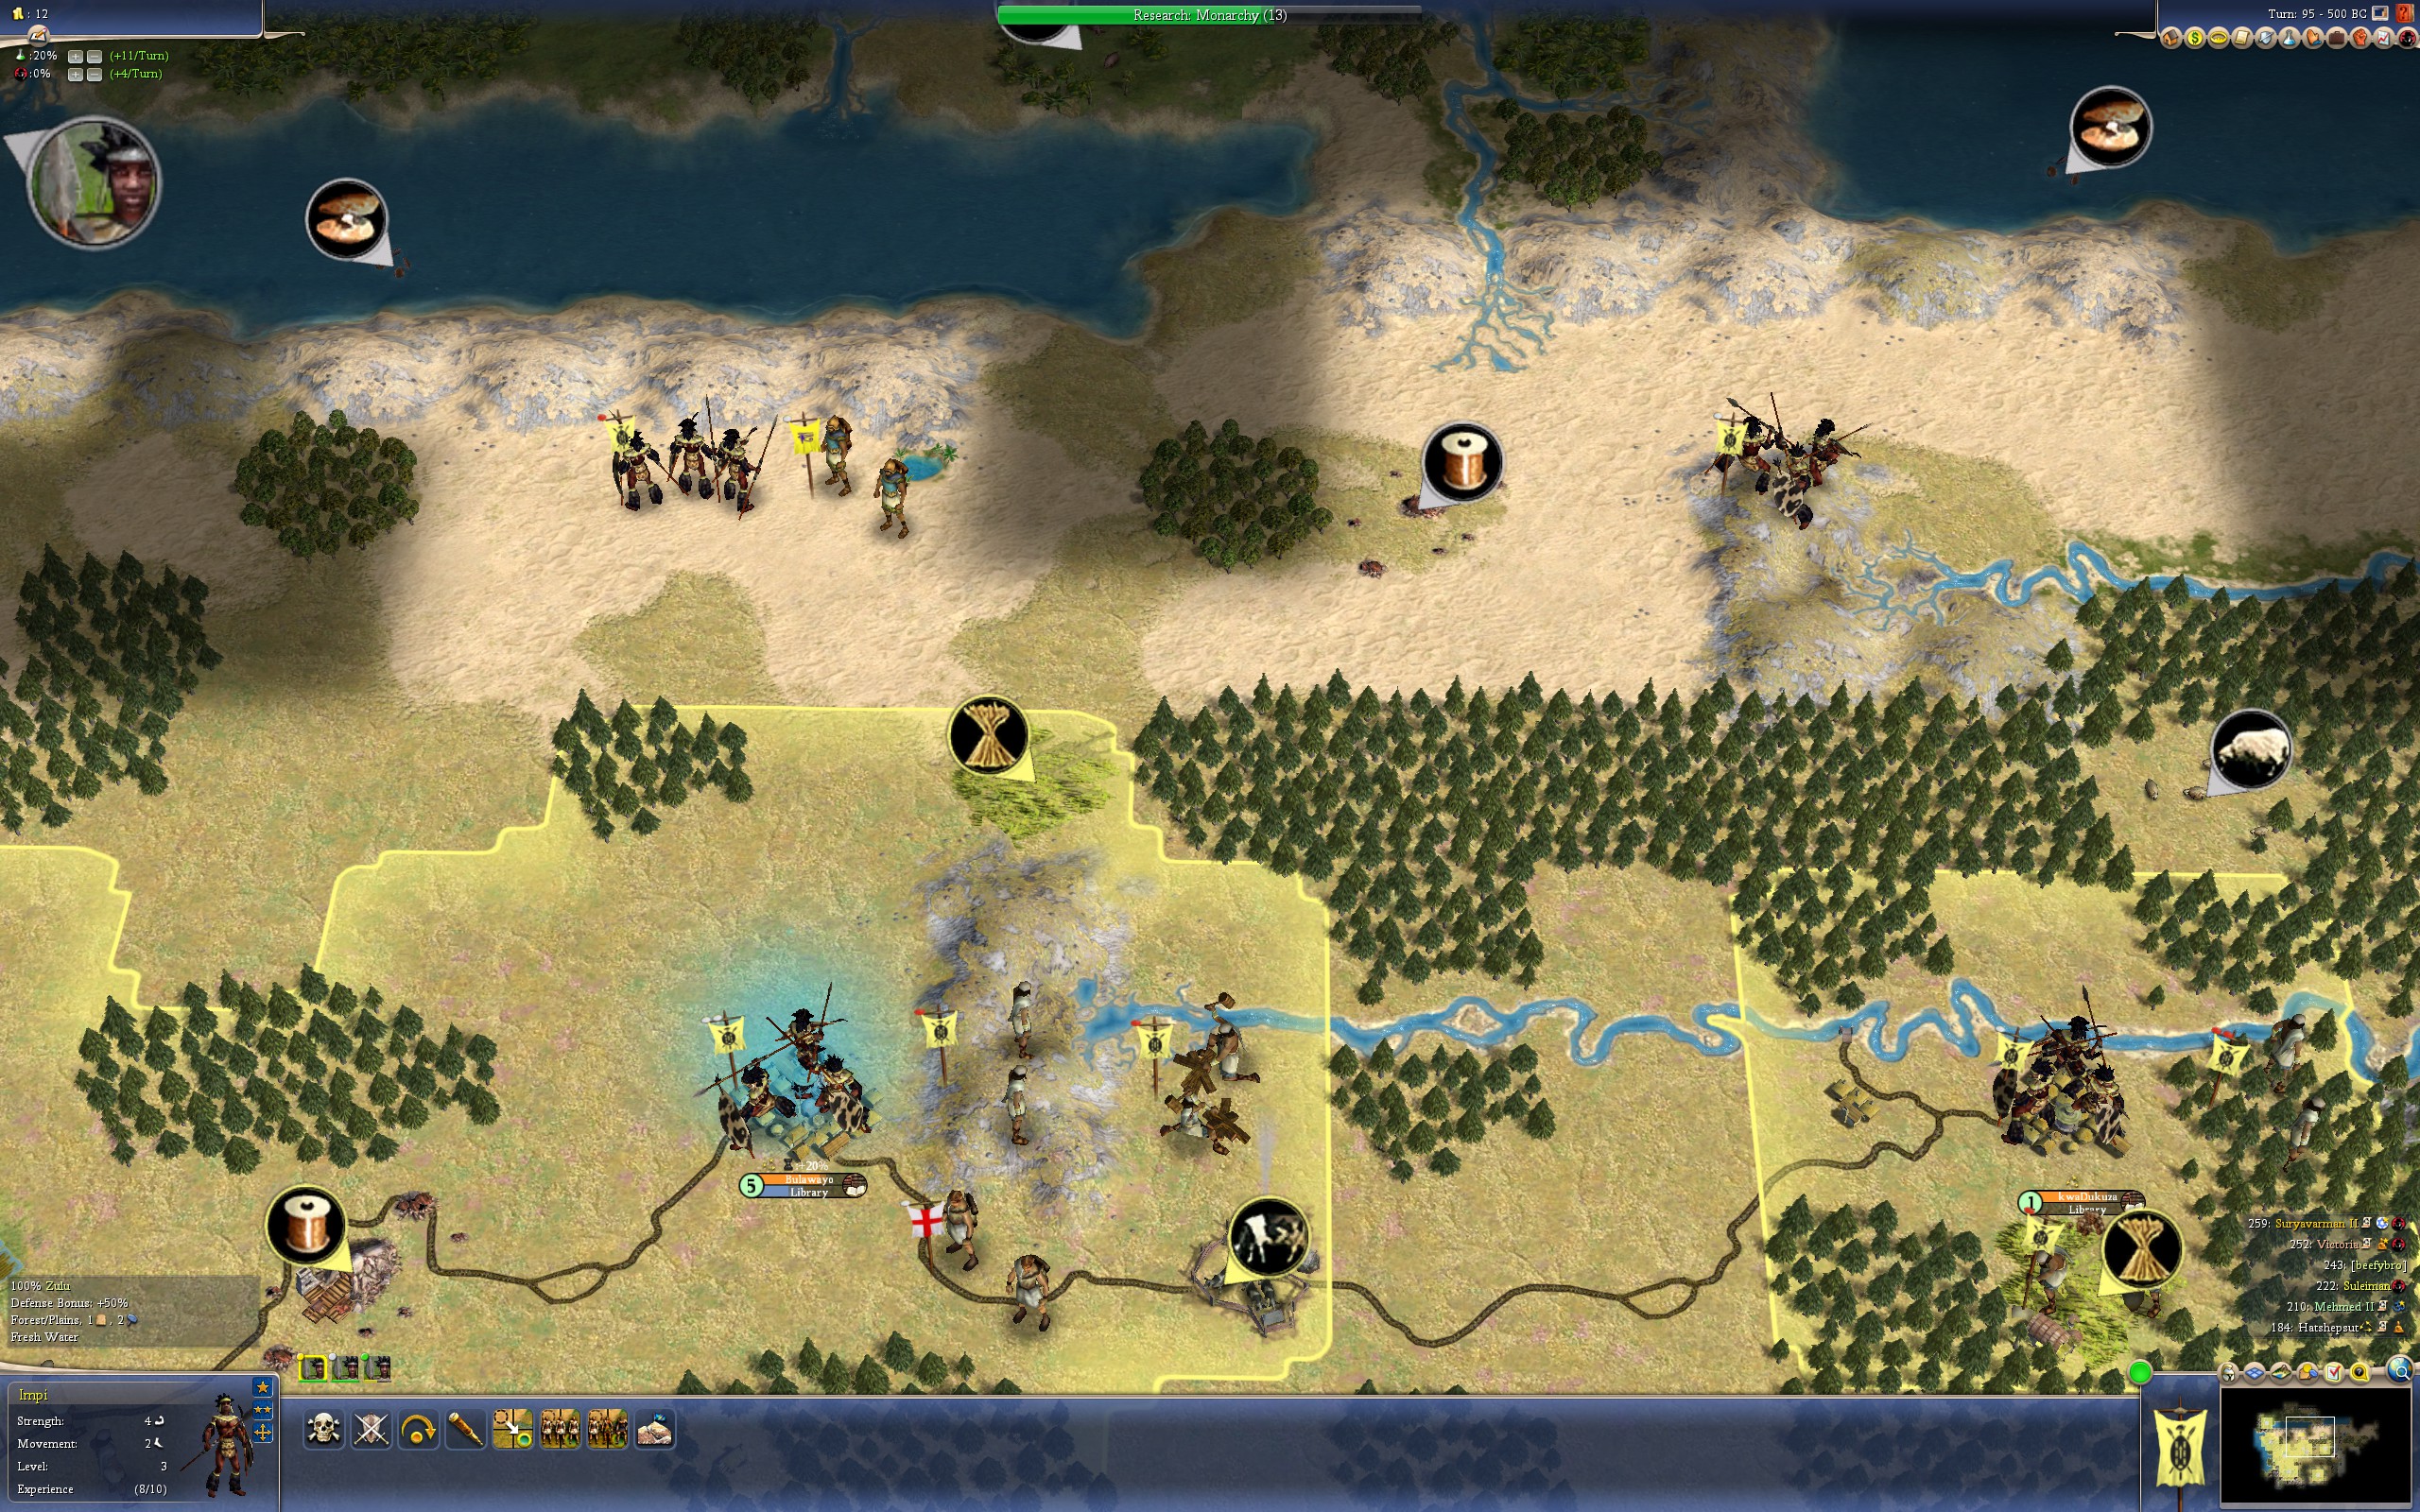 : 12
Research: Monarchy (13)
Turn: 95 - 500 BC
:20%
(+11/Turn)
:0%
(+4/Turn)
+20%
5
Bulawayo
Library
1
kwaDukuza
Library
259: Suryavarman II
252: Victoria
243: [beefybro]
222: Suleiman
210: Mehmed II
184: Hatshepsut
100% Zulu
Defense Bonus: +50%
Forest/Plains, 1 , 2
Fresh Water
Impi
Strength: 4
Movement: 2
Level: 3
Experience (8/10)